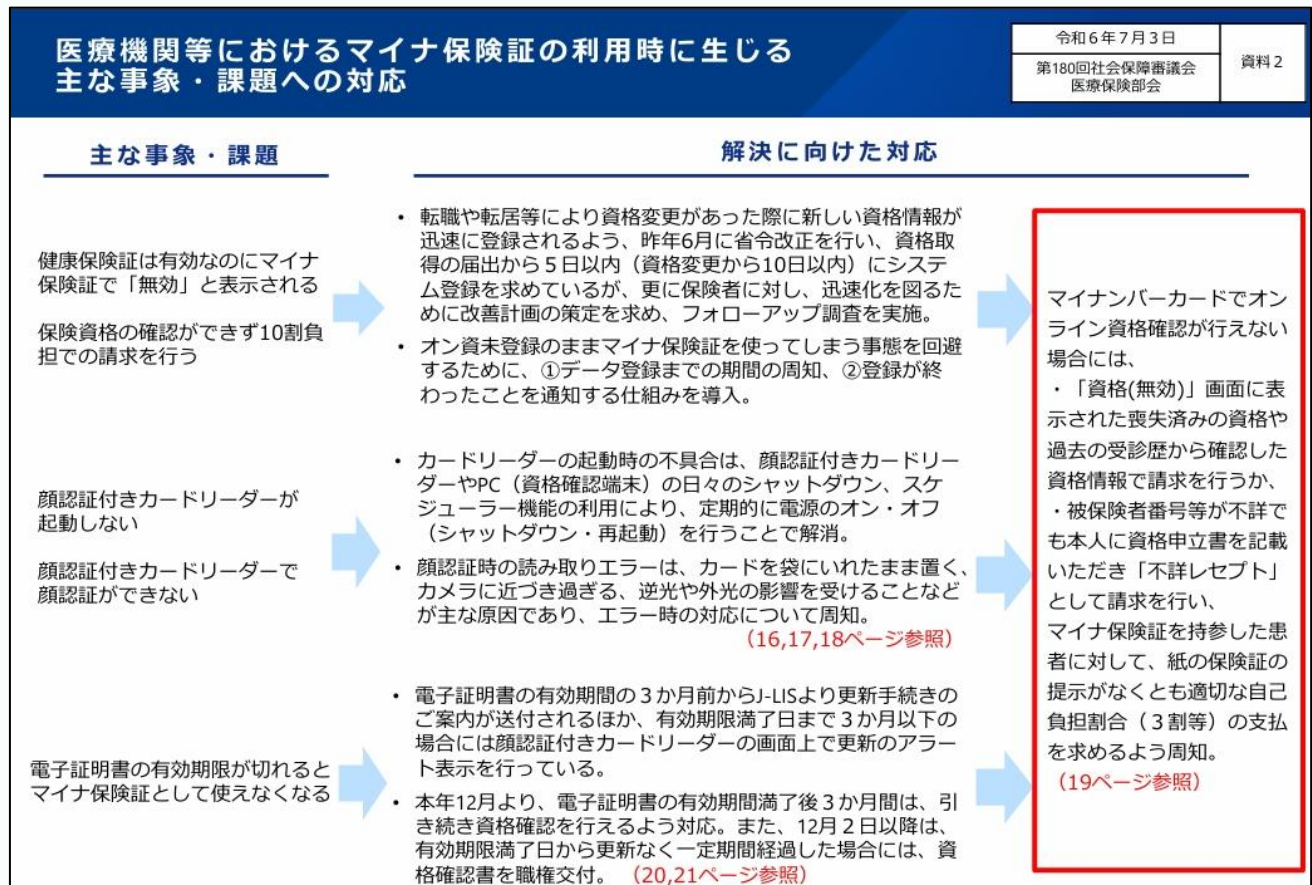 医療機関等におけるマイナ保険証の利用時に生じる
主な事象・課題への対応
令和6年7月3日
第180回社会保障審議会
医療保険部会
資料2
主な事象・課題
解決に向けた対応
健康保険証は有効なのにマイナ
保険証で「無効」と表示される
保険資格の確認ができず10割負
担での請求を行う
• 転職や転居等により資格変更があった際に新しい資格情報が
迅速に登録されるよう、昨年6月に省令改正を行い、資格取
得の届出から5日以内（資格変更から10日以内）にシステ
ム登録を求めているが、更に保険者に対し、迅速化を図るた
めに改善計画の策定を求め、フォローアップ調査を実施。
• オン資未登録のままマイナ保険証を使ってしまう事態を回避
するために、①データ登録までの期間の周知、②登録が終
わったことを通知する仕組みを導入。
顔認証付きカードリーダーが
起動しない
顔認証付きカードリーダーで
顔認証ができない
• カードリーダーの起動時の不具合は、顔認証付きカードリー
ダーやPC（資格確認端末）の日々のシャットダウン、スケ
ジューラー機能の利用により、定期的に電源のオン・オフ
（シャットダウン・再起動）を行うことで解消。
• 顔認証時の読み取りエラーは、カードを袋にいれたまま置く、
カメラに近づき過ぎる、逆光や外光の影響を受けることなど
が主な原因であり、エラー時の対応について周知。
（16,17,18ページ参照）
電子証明書の有効期限が切れると
マイナ保険証として使えなくなる
• 電子証明書の有効期間の3か月前からJ-LISより更新手続きの
ご案内が送付されるほか、有効期限満了日まで3か月以下の
場合には顔認証付きカードリーダーの画面上で更新のアラー
ト表示を行っている。
• 本年12月より、電子証明書の有効期間満了後3か月間は、引
き続き資格確認を行えるよう対応。また、12月2日以降は、
有効期限満了日から更新なく一定期間経過した場合には、資
格確認書を職権交付。（20,21ページ参照）
マイナンバーカードでオン
ライン資格確認が行えない
場合には、
・「資格(無効)」画面に表
示された喪失済みの資格や
過去の受診歴から確認した
資格情報で請求を行うか、
・被保険者番号等が不詳で
も本人に資格申立書を記載
いただき「不詳レセプト」
として請求を行い、
マイナ保険証を持参した患
者に対して、紙の保険証の
提示がなくとも適切な自己
負担割合（3割等）の支払
を求めるよう周知。
（19ページ参照）